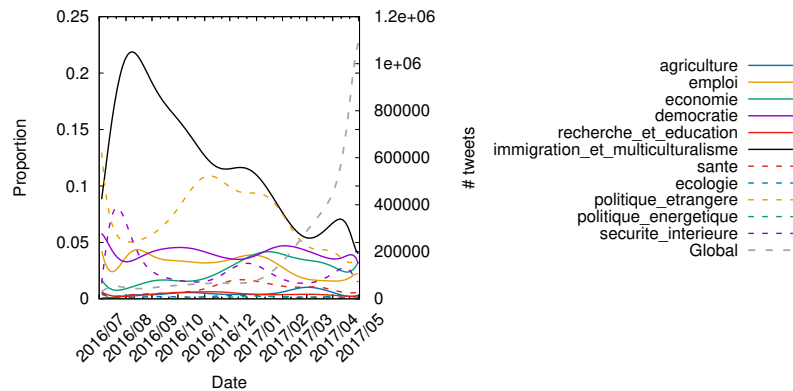 0.25
0.2
0.15
0.1
0.05
0
Proportion
1.2e+06
1e+06
800000
600000
400000
200000
0
# tweets
2016/07
2016/08
2016/09
2016/10
2016/11
2016/12
2017/01
2017/02
2017/03
2017/04
2017/05
Date
agriculture
emploi
economie
democratie
recherche_et_education
immigration_et_multiculturalisme
sante
ecologie
politique_etrangere
politique_energetique
securite_interieure
Global